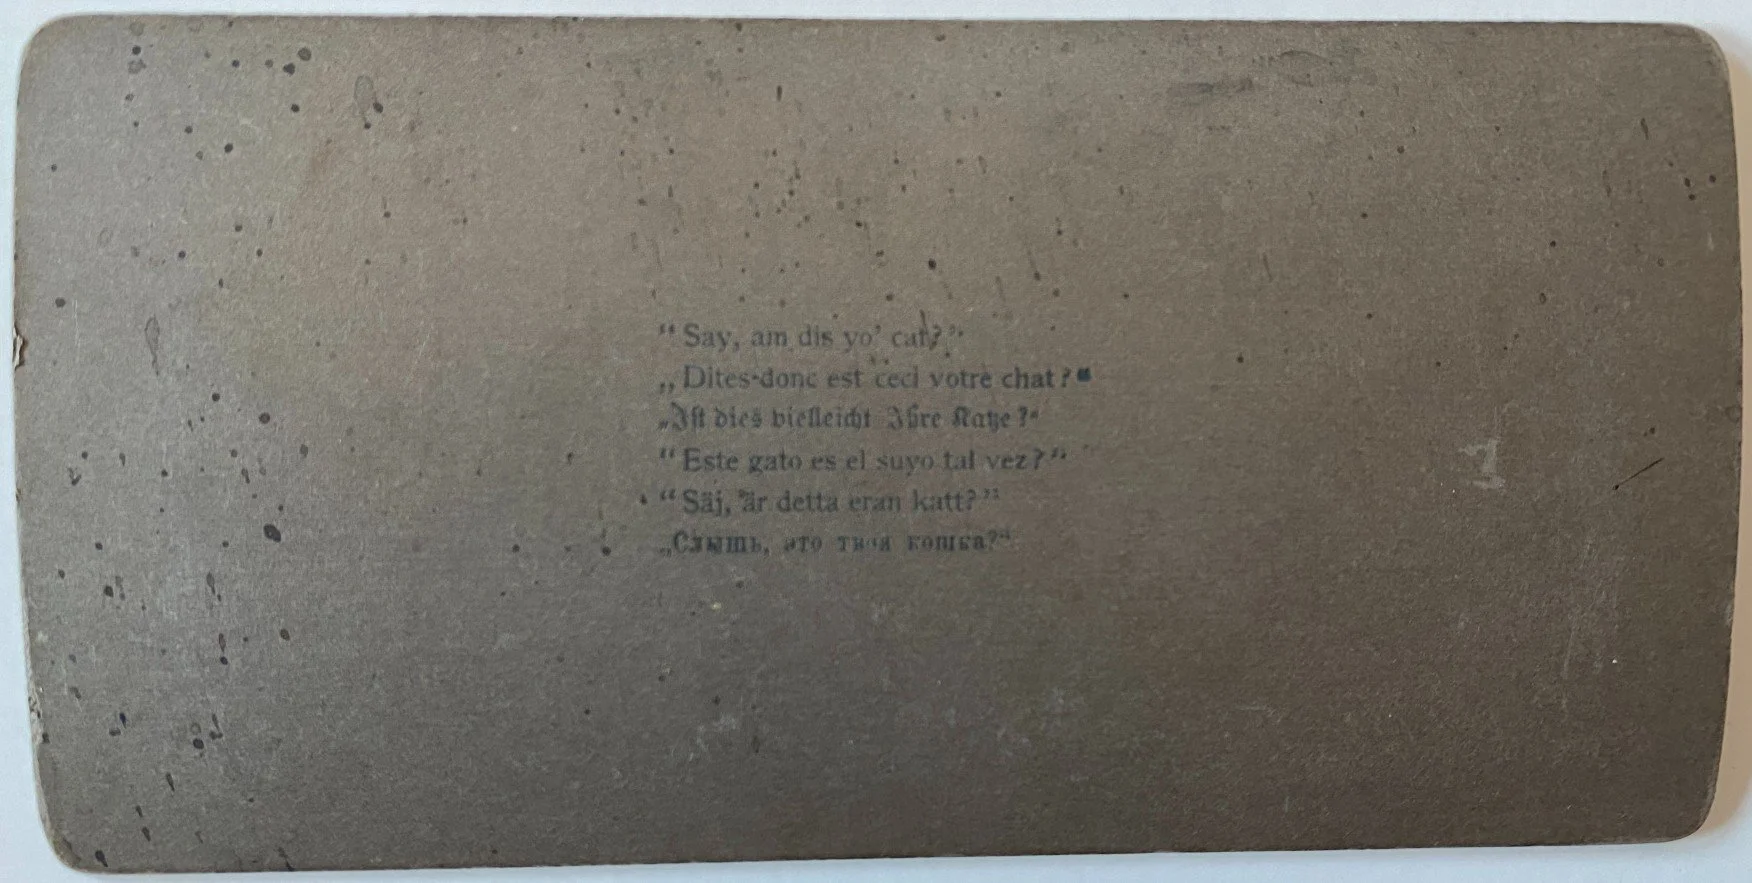 “Say, am dis yo’ cat?”
„Dites-donc est ceci votre chat?“
„Ist dies vielleicht Ihre Katze?“
“Este gato es el suyo tal vez?”
“Säj, är detta eran katt?”
„Слышь, это твоя кошка?“